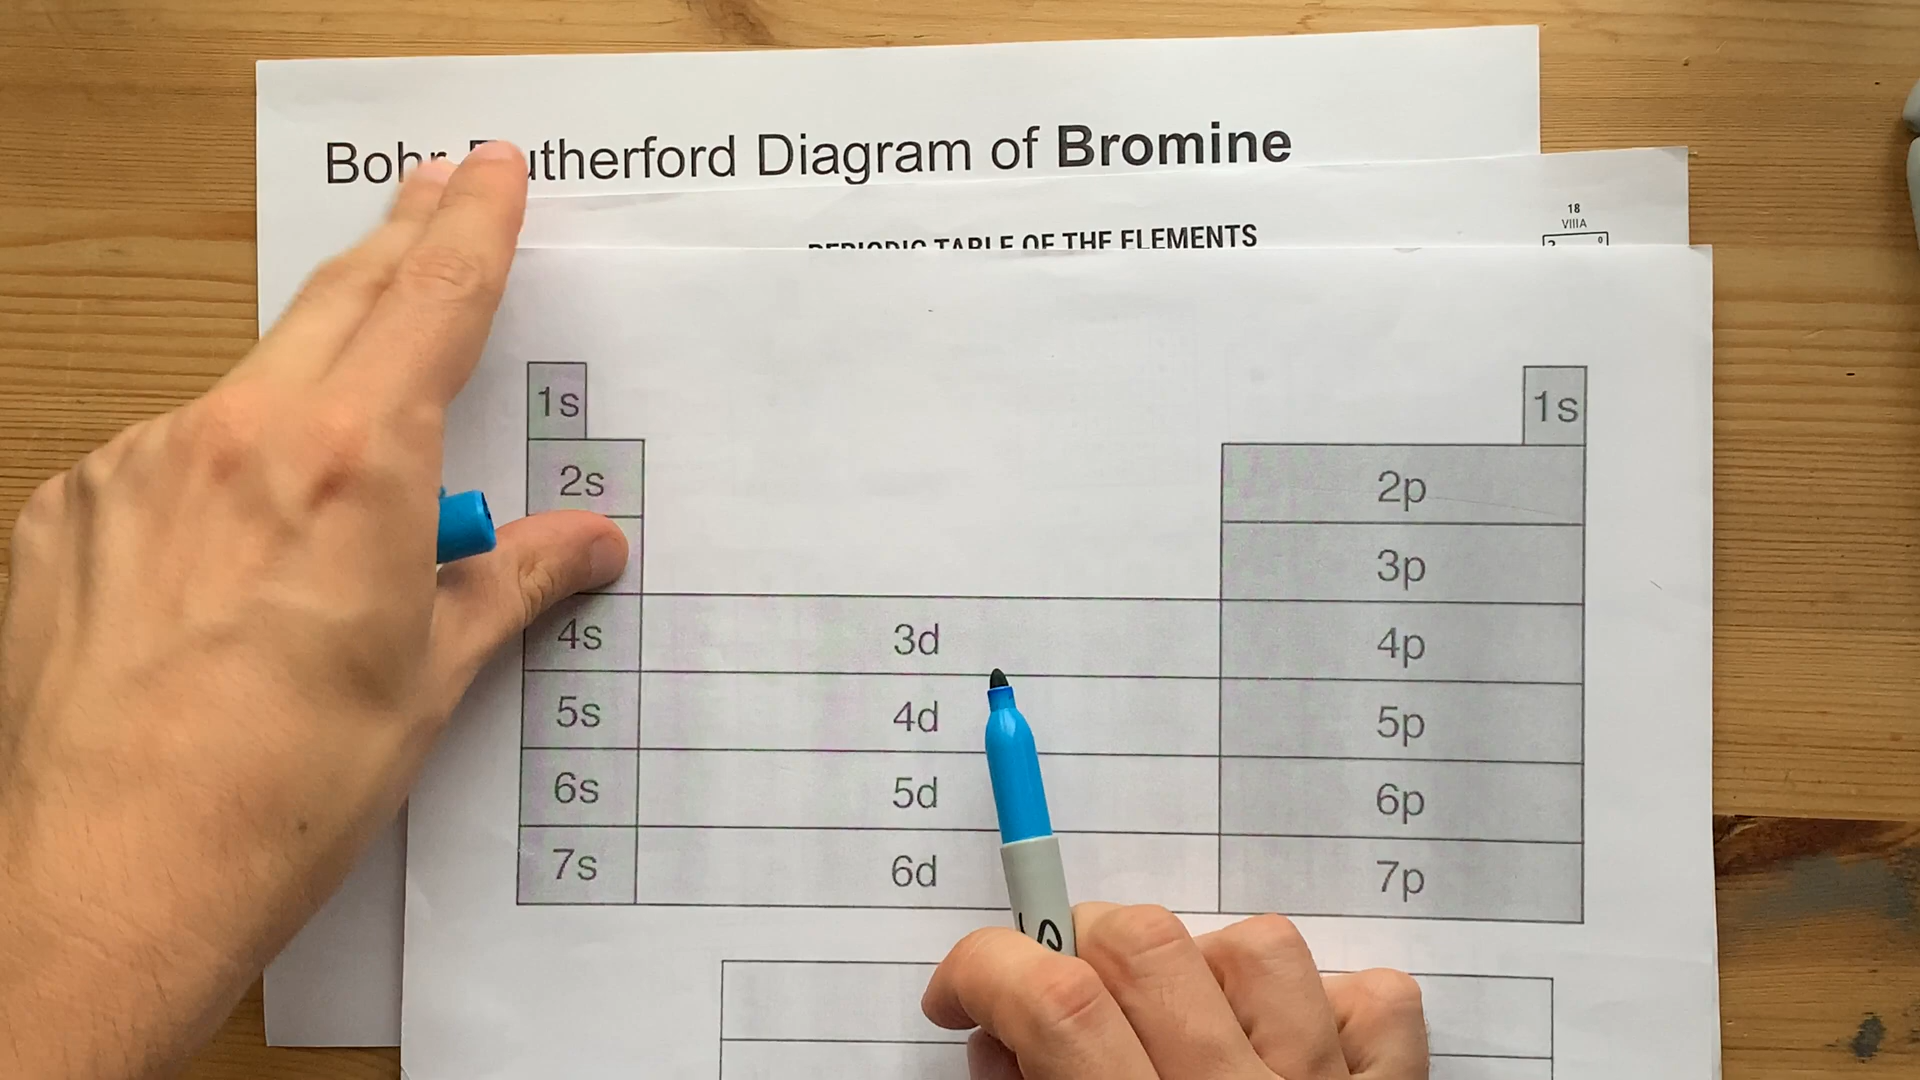 Bohr Rutherford Diagram of Bromine
PERIODIC TABLE OF THE ELEMENTS
18
VIIIA
1s 1s
2s 2p
3p
4s 3d 4p
5s 4d 5p
6s 5d 6p
7s 6d 7p